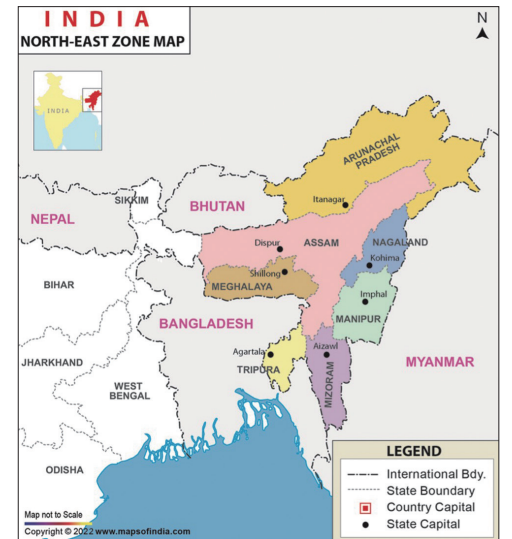 INDIA
NORTH-EAST ZONE MAP
N
INDIA
ARUNACHAL
PRADESH
SIKKIM
NEPAL
BHUTAN
Itanagar
Dispur
ASSAM
NAGALAND
Kohima
Shillong
MEGHALAYA
BIHAR
Imphal
MANIPUR
BANGLADESH
Agartala
Aizawl
TRIPURA
MIZORAM
MYANMAR
JHARKHAND
WEST
BENGAL
ODISHA
LEGEND
International Bdy.
State Boundary
Country Capital
State Capital
Map not to Scale
Copyright © 2022 www.mapsofindia.com